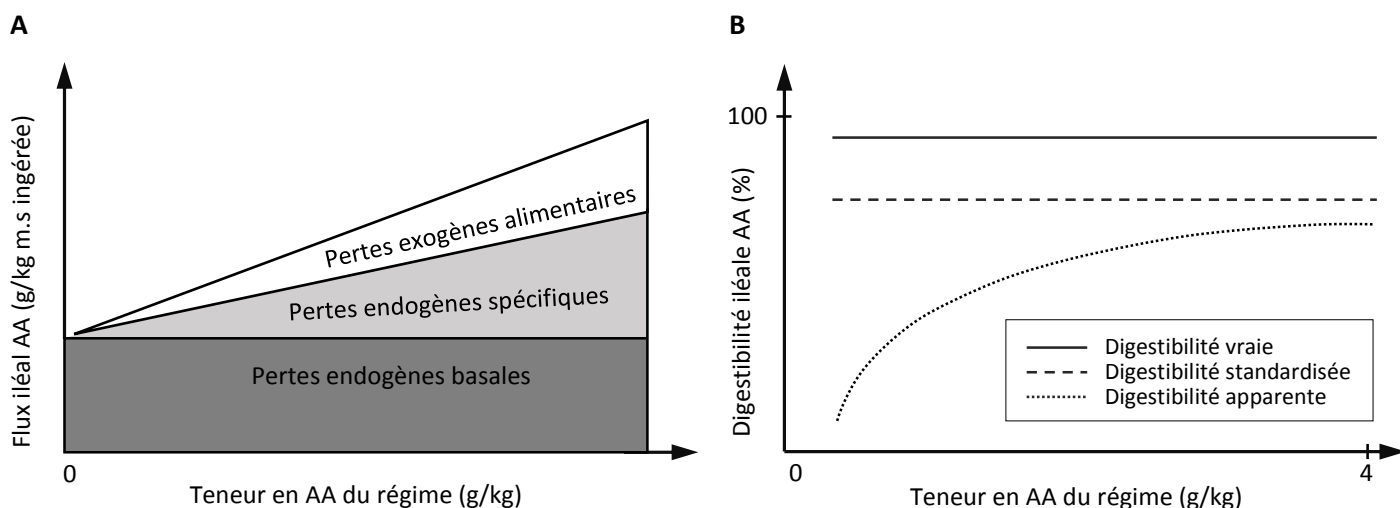 A
Flux iléal AA (g/kg m.s ingérée)
Pertes exogènes alimentaires
Pertes endogènes spécifiques
Pertes endogènes basales
0
Teneur en AA du régime (g/kg)
B
Digestibilité iléale AA (%)
100
Digestibilité vraie
Digestibilité standardisée
Digestibilité apparente
0
4
Teneur en AA du régime (g/kg)